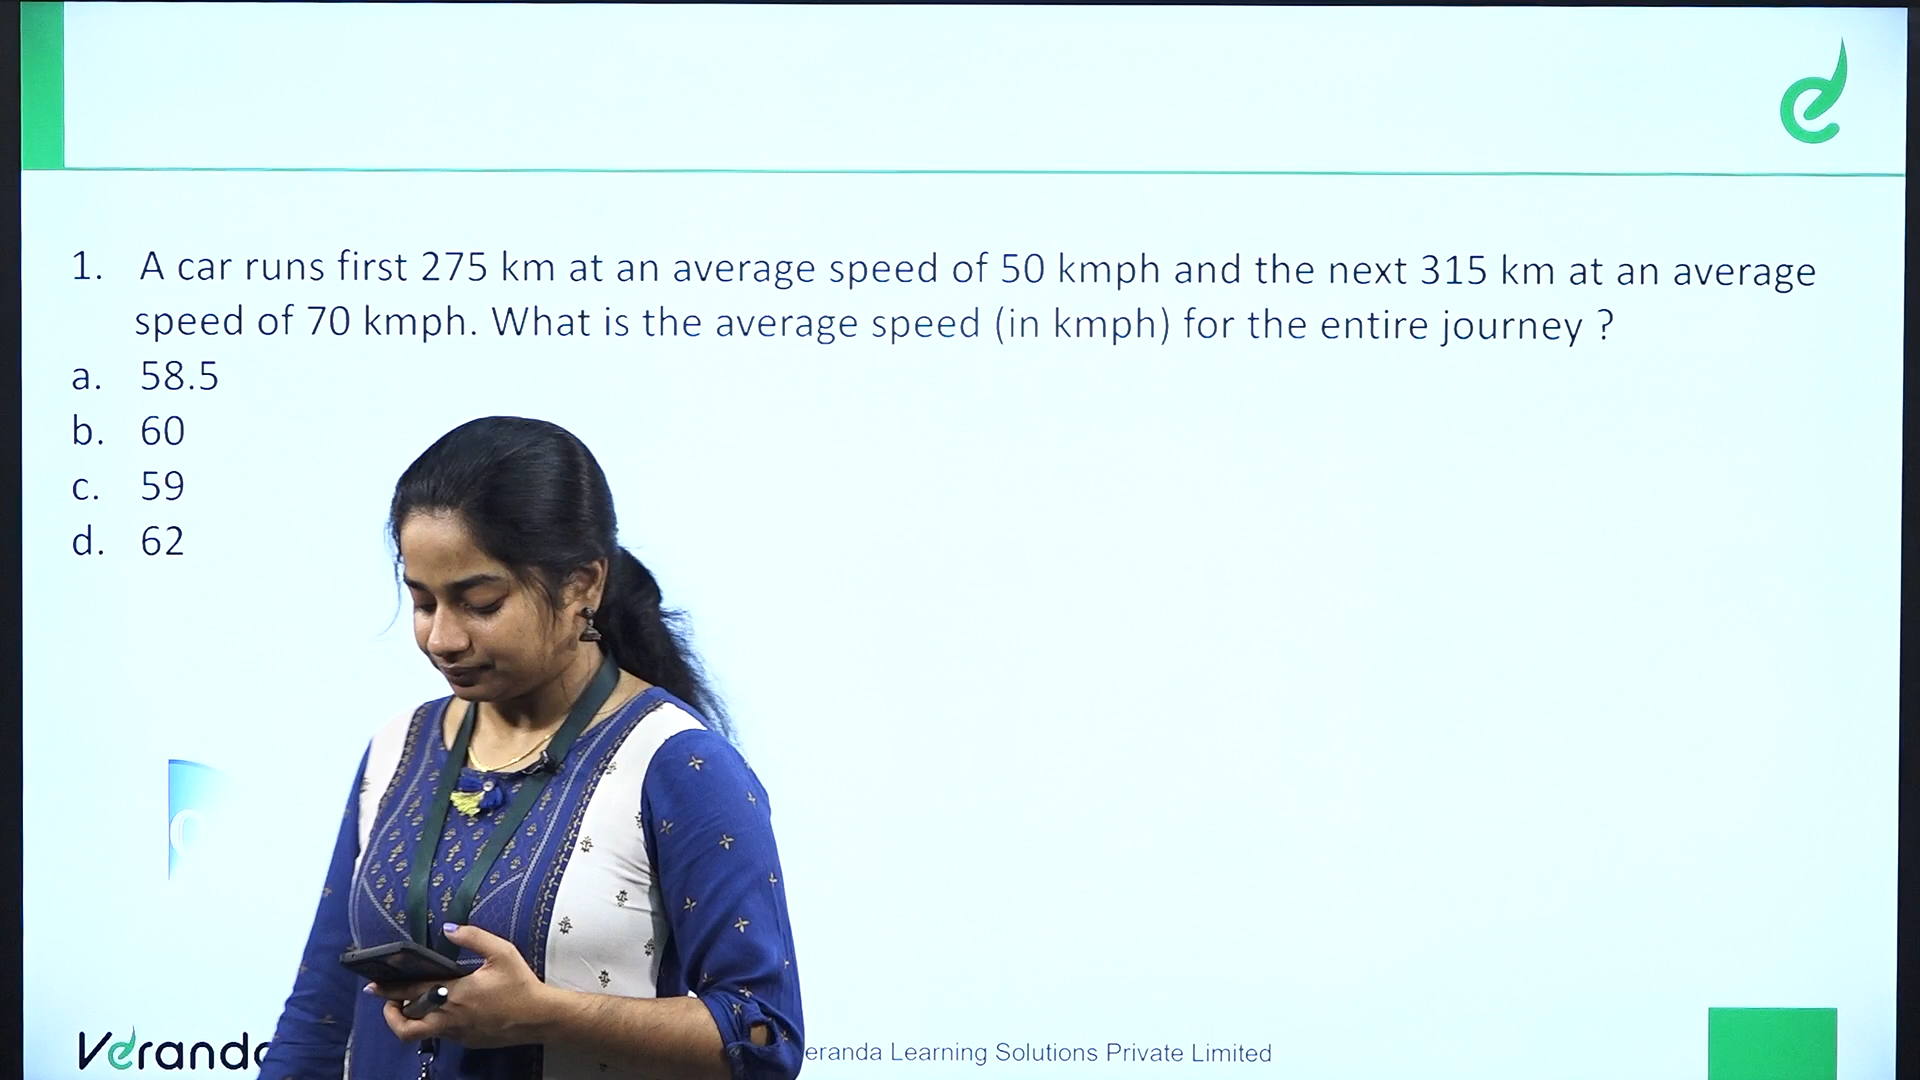 1. A car runs first 275 km at an average speed of 50 kmph and the next 315 km at an average
speed of 70 kmph. What is the average speed (in kmph) for the entire journey ?
a. 58.5
b. 60
c. 59
d. 62
Learning Solutions Private Limited